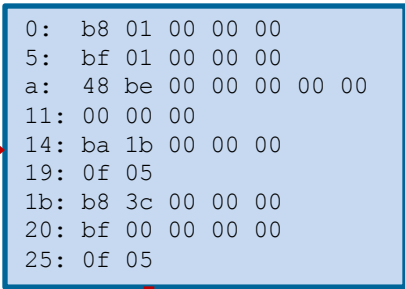 0:  b8 01 00 00 00
5:  bf 01 00 00 00
a:  48 be 00 00 00 00 00
11: 00 00 00
14: ba 1b 00 00 00
19: 0f 05
1b: b8 3c 00 00 00
20: bf 00 00 00 00
25: 0f 05